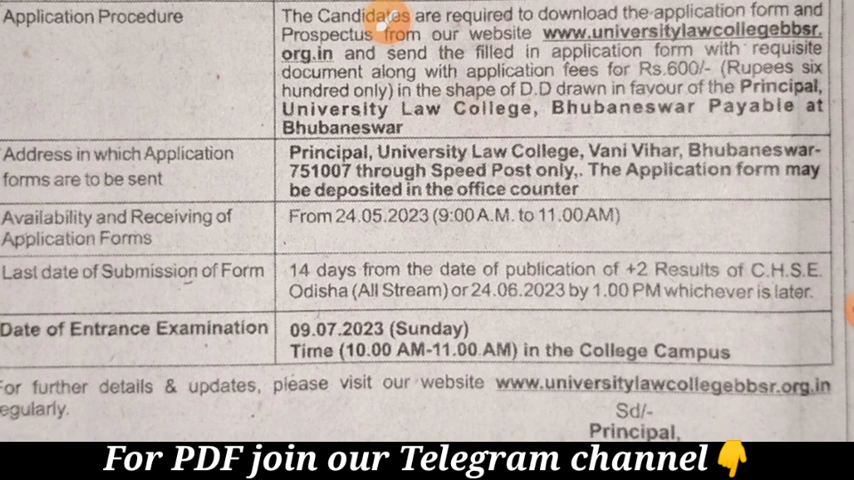 Application Procedure
The Candidates are required to download the application form and
Prospectus from our website www.universitylawcollegebbsr.
org.in and send the filled in application form with requisite
document along with application fees for Rs.600/- (Rupees six
hundred only) in the shape of D.D drawn in favour of the Principal,
University Law College, Bhubaneswar Payable at
Bhubaneswar
Address in which Application
forms are to be sent
Principal, University Law College, Vani Vihar, Bhubaneswar-
751007 through Speed Post only,. The Application form may
be deposited in the office counter
Availability and Receiving of
Application Forms
From 24.05.2023 (9:00 A.M. to 11.00 AM)
Last date of Submission of Form
14 days from the date of publication of +2 Results of C.H.S.E.
Odisha (All Stream) or 24.06.2023 by 1.00 PM whichever is later.
Date of Entrance Examination
09.07.2023 (Sunday)
Time (10.00 AM-11.00 AM) in the College Campus
For further details & updates, please visit our website www.universitylawcollegebbsr.org.in
egularly.
Sd/-
Principal,
For PDF join our Telegram channel👇